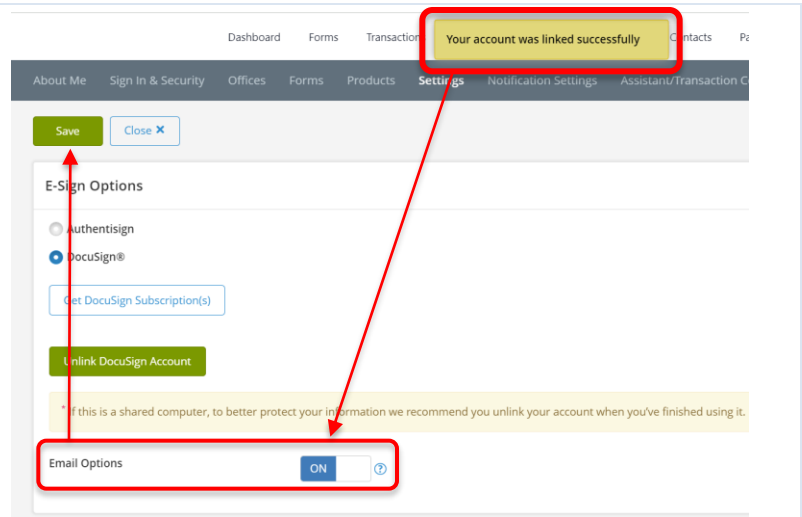 Dashboard Forms Transaction Your account was linked successfully Contacts Pa
About Me Sign In & Security Offices Forms Products Settings Notification Settings Assistant/Transaction C
Save Close ✕
E-Sign Options
Authentisign
DocuSign®
Get DocuSign Subscription(s)
Unlink DocuSign Account
* If this is a shared computer, to better protect your information we recommend you unlink your account when you've finished using it.
Email Options ON ?